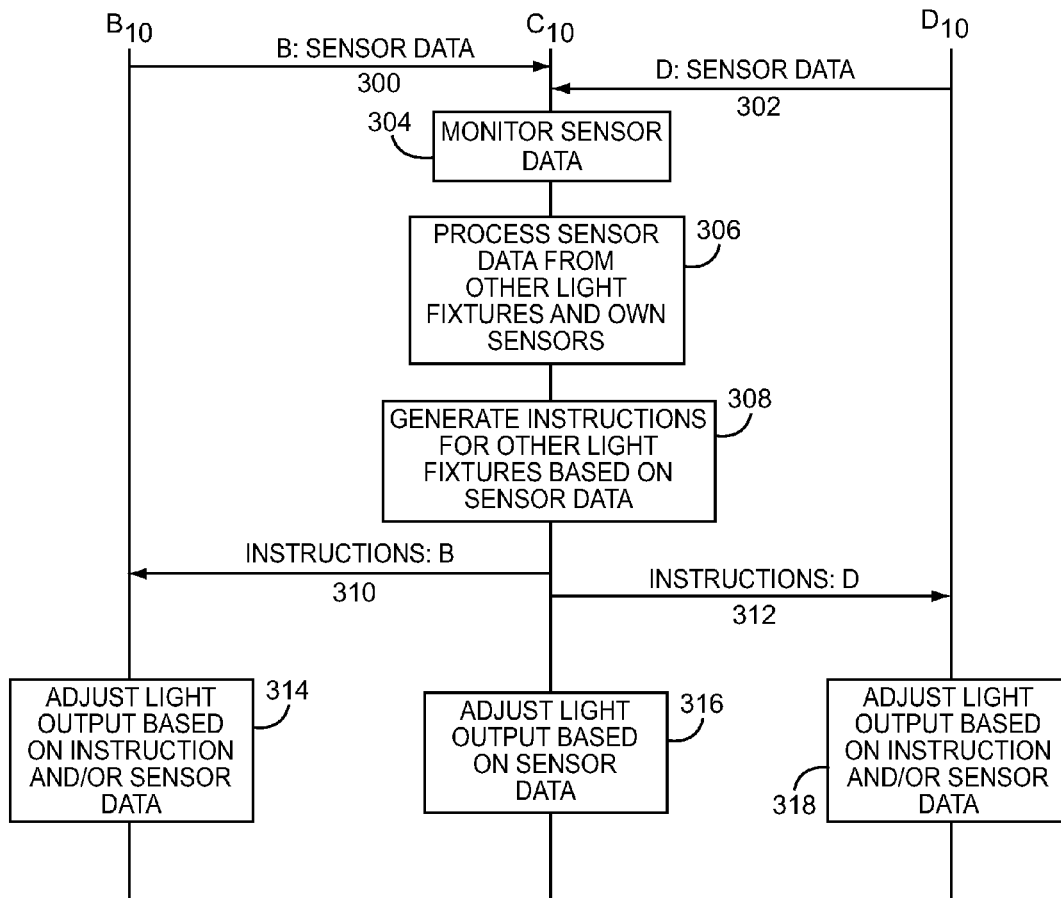 B10
C10
D10
B: SENSOR DATA
300
D: SENSOR DATA
302
304
MONITOR SENSOR
DATA
PROCESS SENSOR
DATA FROM
OTHER LIGHT
FIXTURES AND OWN
SENSORS
306
GENERATE INSTRUCTIONS
FOR OTHER LIGHT
FIXTURES BASED ON
SENSOR DATA
308
INSTRUCTIONS: B
310
INSTRUCTIONS: D
312
ADJUST LIGHT
OUTPUT BASED
ON INSTRUCTION
AND/OR SENSOR
DATA
314
ADJUST LIGHT
OUTPUT BASED
ON SENSOR
DATA
316
ADJUST LIGHT
OUTPUT BASED
ON INSTRUCTION
AND/OR SENSOR
DATA
318